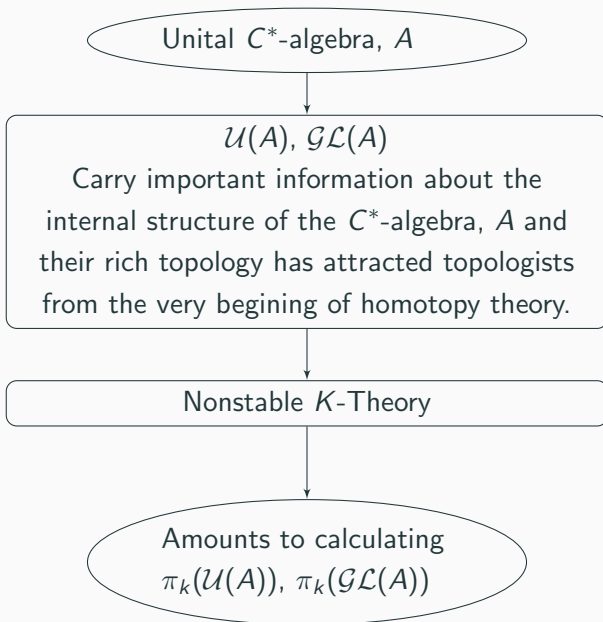 Unital C*-algebra, A
𝒰(A), 𝒢ℒ(A)
Carry important information about the
internal structure of the C*-algebra, A and
their rich topology has attracted topologists
from the very begining of homotopy theory.
Nonstable K-Theory
Amounts to calculating
π_k(𝒰(A)), π_k(𝒢ℒ(A))